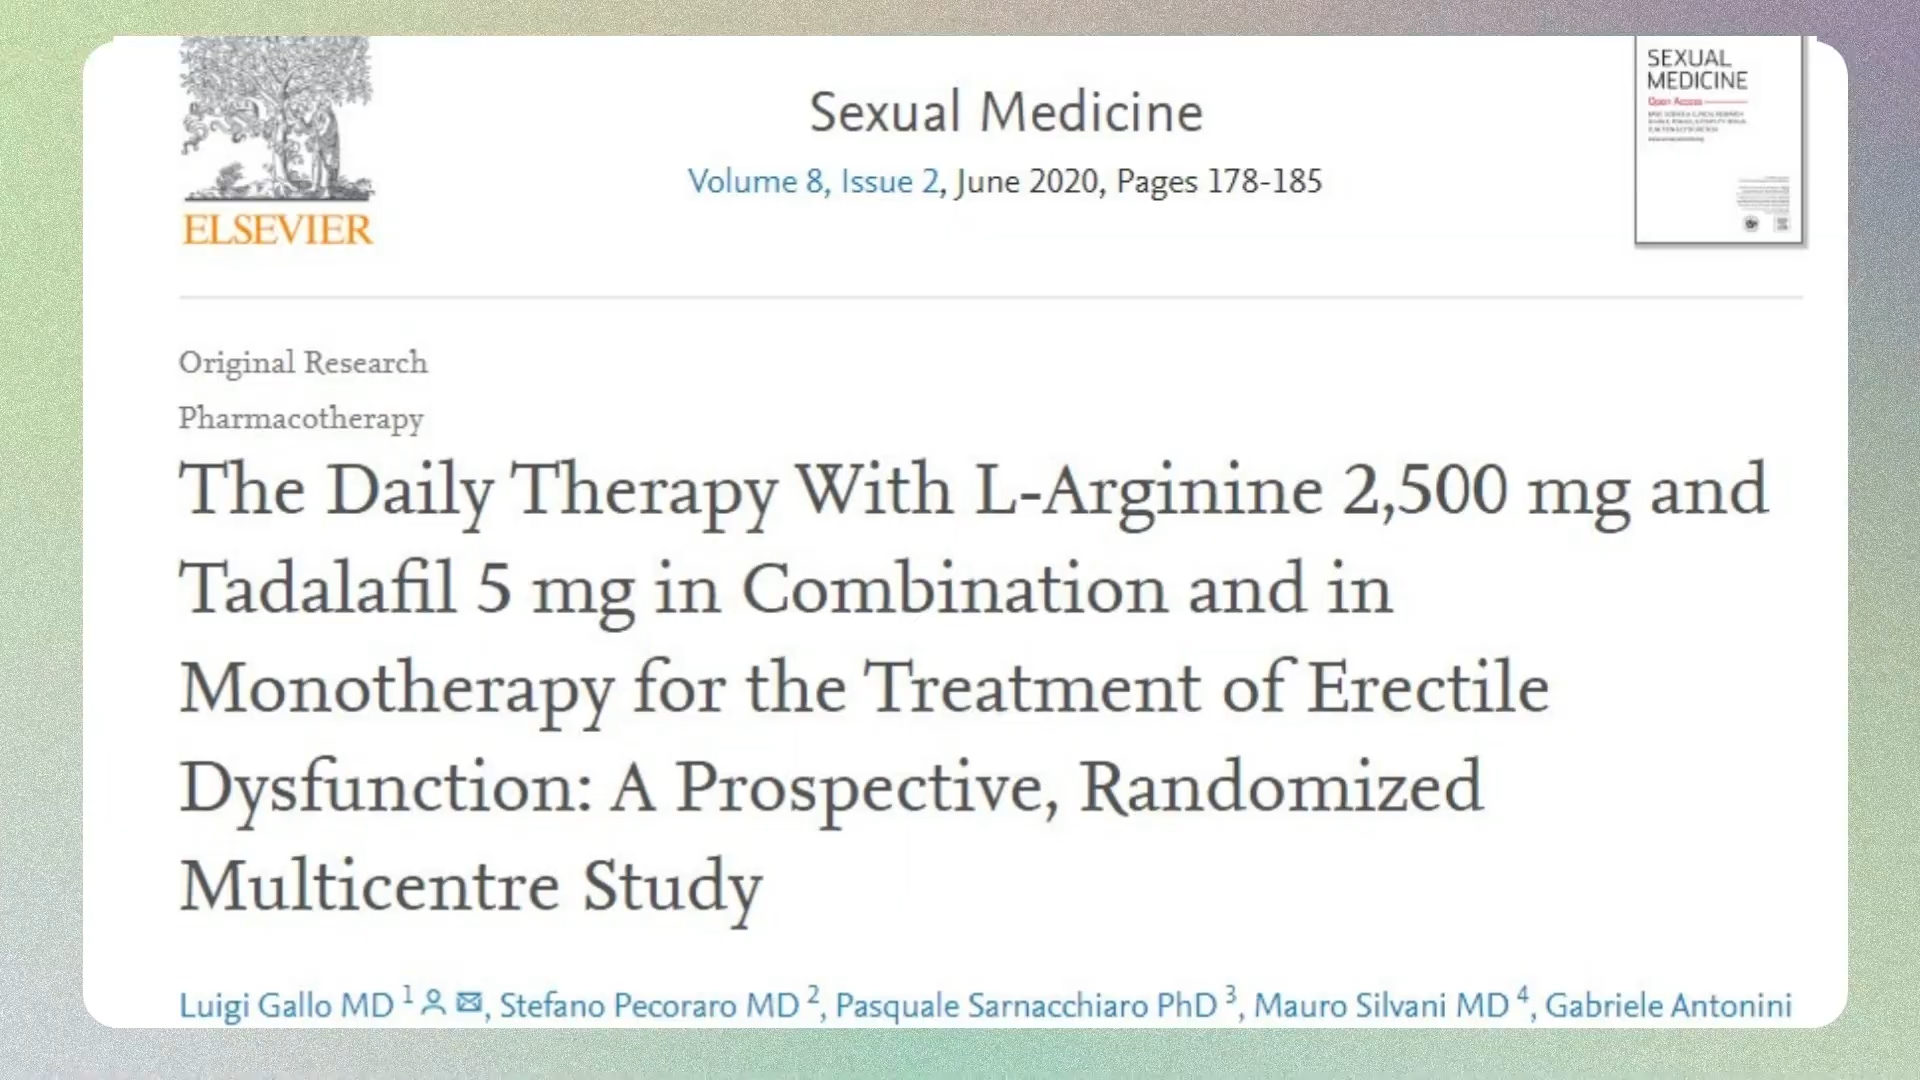 ELSEVIER
Sexual Medicine
Volume 8, Issue 2, June 2020, Pages 178-185
SEXUAL
MEDICINE
Open Access
Original Research
Pharmacotherapy
The Daily Therapy With L-Arginine 2,500 mg and
Tadalafil 5 mg in Combination and in
Monotherapy for the Treatment of Erectile
Dysfunction: A Prospective, Randomized
Multicentre Study
Luigi Gallo MD 1, Stefano Pecoraro MD 2, Pasquale Sarnacchiaro PhD 3, Mauro Silvani MD 4, Gabriele Antonini